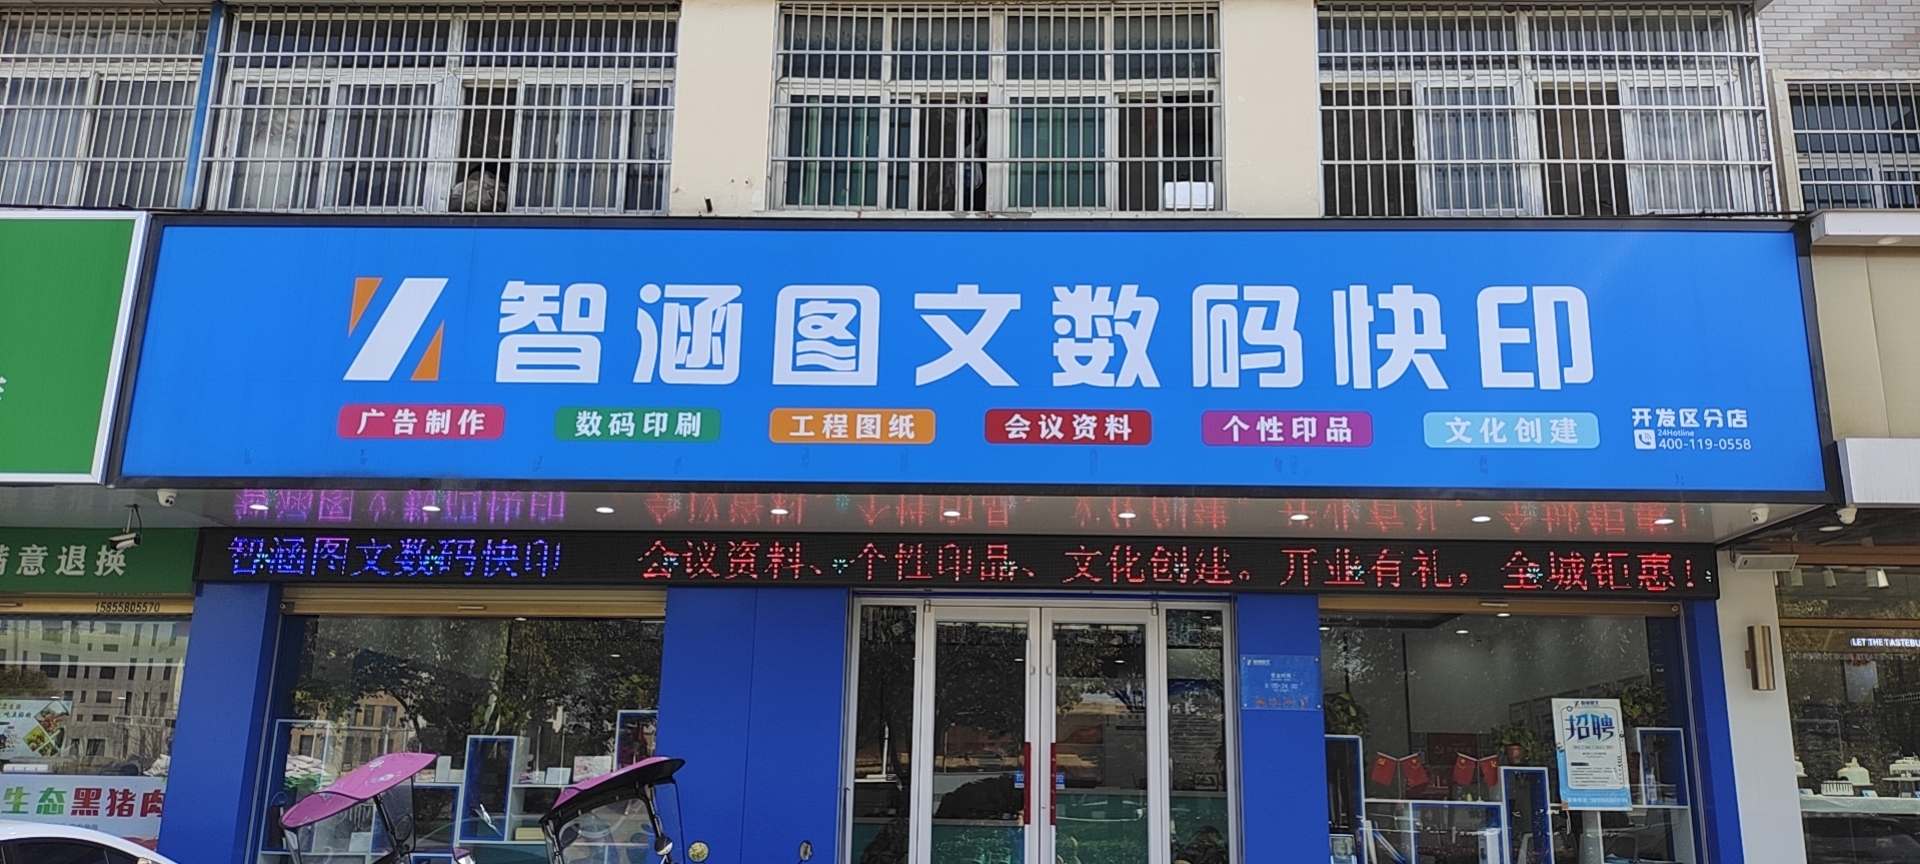 智涵图文数码快印
广告制作 数码印刷 工程图纸 会议资料 个性印品 文化创建
开发区分店
24Hotline
400-119-0558
智涵图文数码快印 会议资料、个性印品、文化创建。开业有礼，全城钜惠！
意退换
15855805570
LET THE TASTEBU
招聘
生态黑猪肉